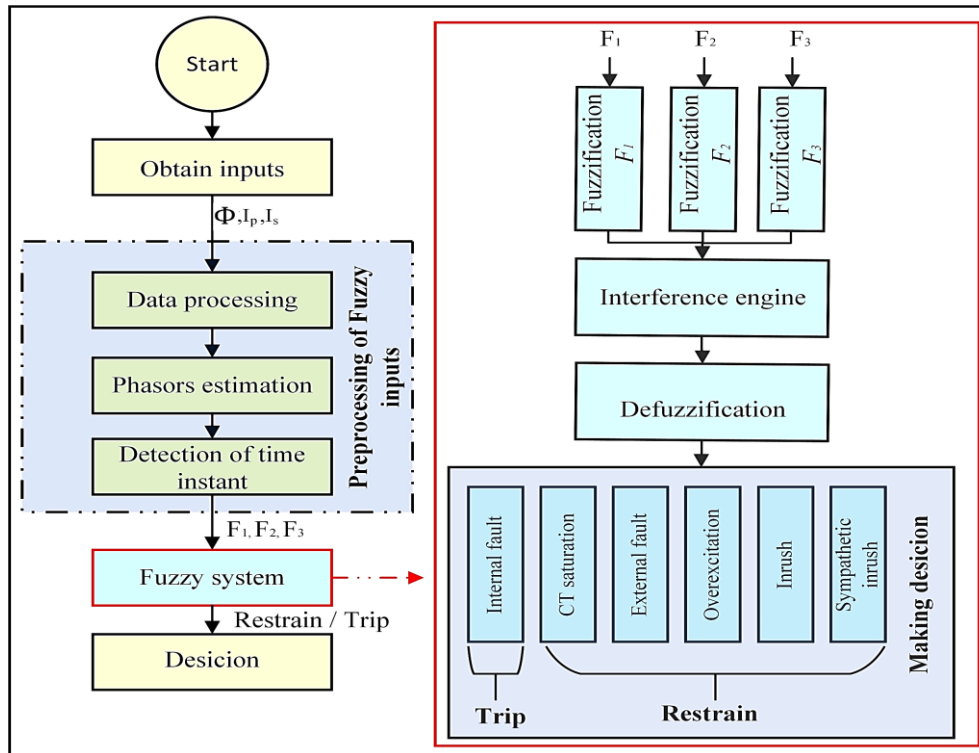 Start
Obtain inputs
Φ,Iₚ,Iₛ
Data processing
Phasors estimation
Detection of time
instant
Preprocessing of Fuzzy
inputs
F₁, F₂, F₃
Fuzzy system
Restrain / Trip
Desicion
F₁
F₂
F₃
Fuzzification
F₁
Fuzzification
F₂
Fuzzification
F₃
Interference engine
Defuzzification
Internal fault
CT saturation
External fault
Overexcitation
Inrush
Sympathetic
inrush
Making desicion
Trip
Restrain